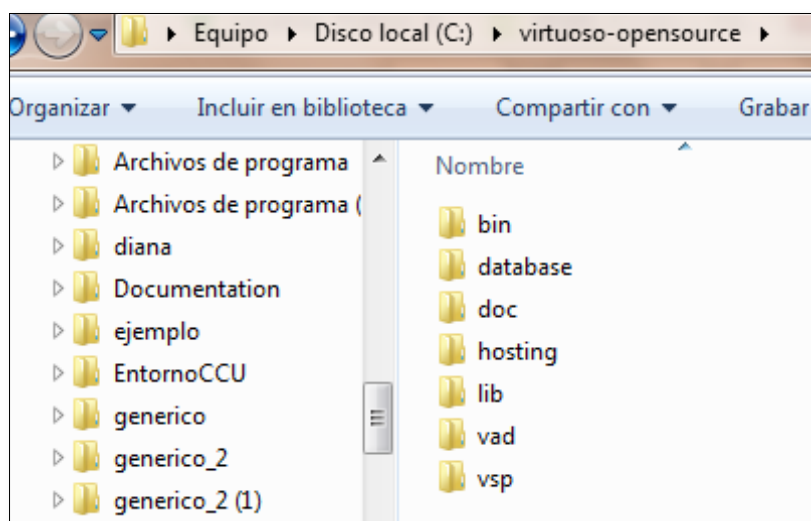 Equipo Disco local (C:) virtuoso-opensource
Organizar Incluir en biblioteca Compartir con Grabar
Archivos de programa
Archivos de programa (
diana
Documentation
ejemplo
EntornoCCU
generico
generico_2
generico_2 (1)
Nombre
bin
database
doc
hosting
lib
vad
vsp